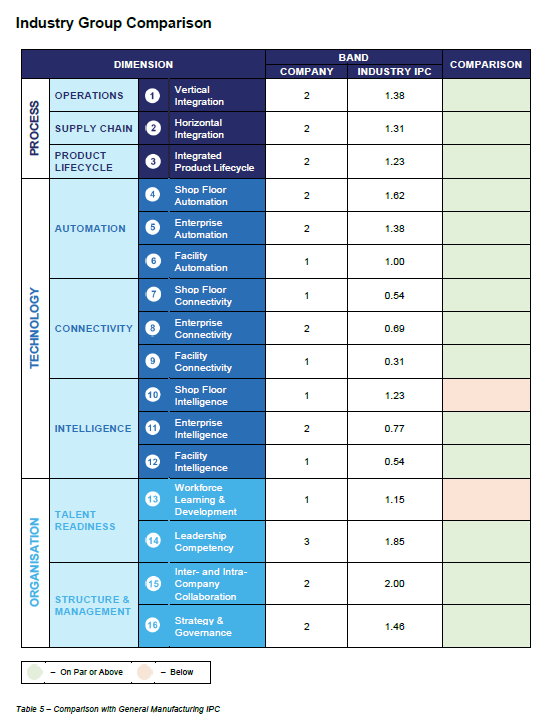 Industry Group Comparison
DIMENSION
BAND
COMPARISON
COMPANY
INDUSTRY IPC
PROCESS
OPERATIONS
1
Vertical
Integration
2
1.38
SUPPLY CHAIN
2
Horizontal
Integration
2
1.31
PRODUCT
LIFECYCLE
3
Integrated
Product Lifecycle
2
1.23
TECHNOLOGY
AUTOMATION
4
Shop Floor
Automation
2
1.62
5
Enterprise
Automation
2
1.38
6
Facility
Automation
1
1.00
CONNECTIVITY
7
Shop Floor
Connectivity
1
0.54
8
Enterprise
Connectivity
2
0.69
9
Facility
Connectivity
1
0.31
INTELLIGENCE
10
Shop Floor
Intelligence
1
1.23
11
Enterprise
Intelligence
2
0.77
12
Facility
Intelligence
1
0.54
ORGANISATION
TALENT
READINESS
13
Workforce
Learning &
Development
1
1.15
14
Leadership
Competency
3
1.85
STRUCTURE &
MANAGEMENT
15
Inter- and Intra-
Company
Collaboration
2
2.00
16
Strategy &
Governance
2
1.46
– On Par or Above
– Below
Table 5 – Comparison with General Manufacturing IPC